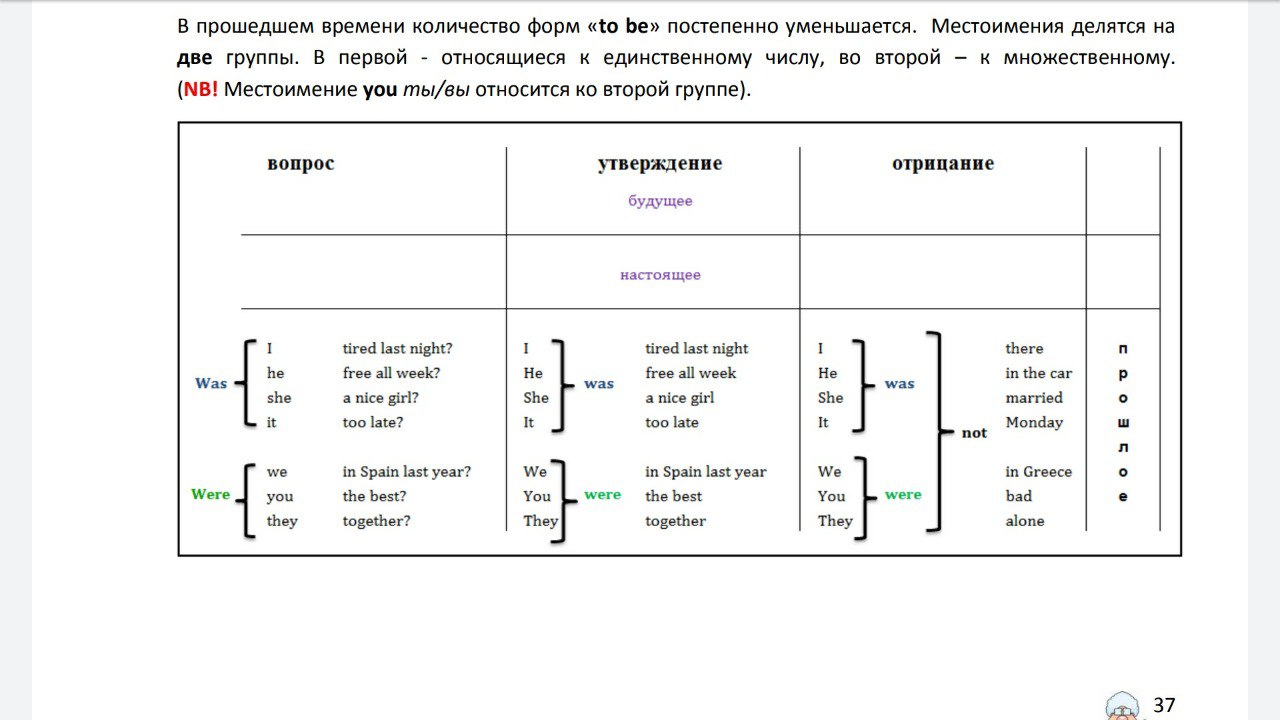 В прошедшем времени количество форм «to be» постепенно уменьшается. Местоимения делятся на
две группы. В первой - относящиеся к единственному числу, во второй – к множественному.
(NB! Местоимение you ты/вы относится ко второй группе).
вопрос утверждение отрицание
будущее
настоящее
I tired last night? I tired last night I there п
he free all week? He free all week He in the car р
Was was was
she a nice girl? She a nice girl She married о
it too late? It too late It Monday ш
not л
we in Spain last year? We in Spain last year We in Greece о
Were you the best? You were the best You were bad е
they together? They together They alone
37